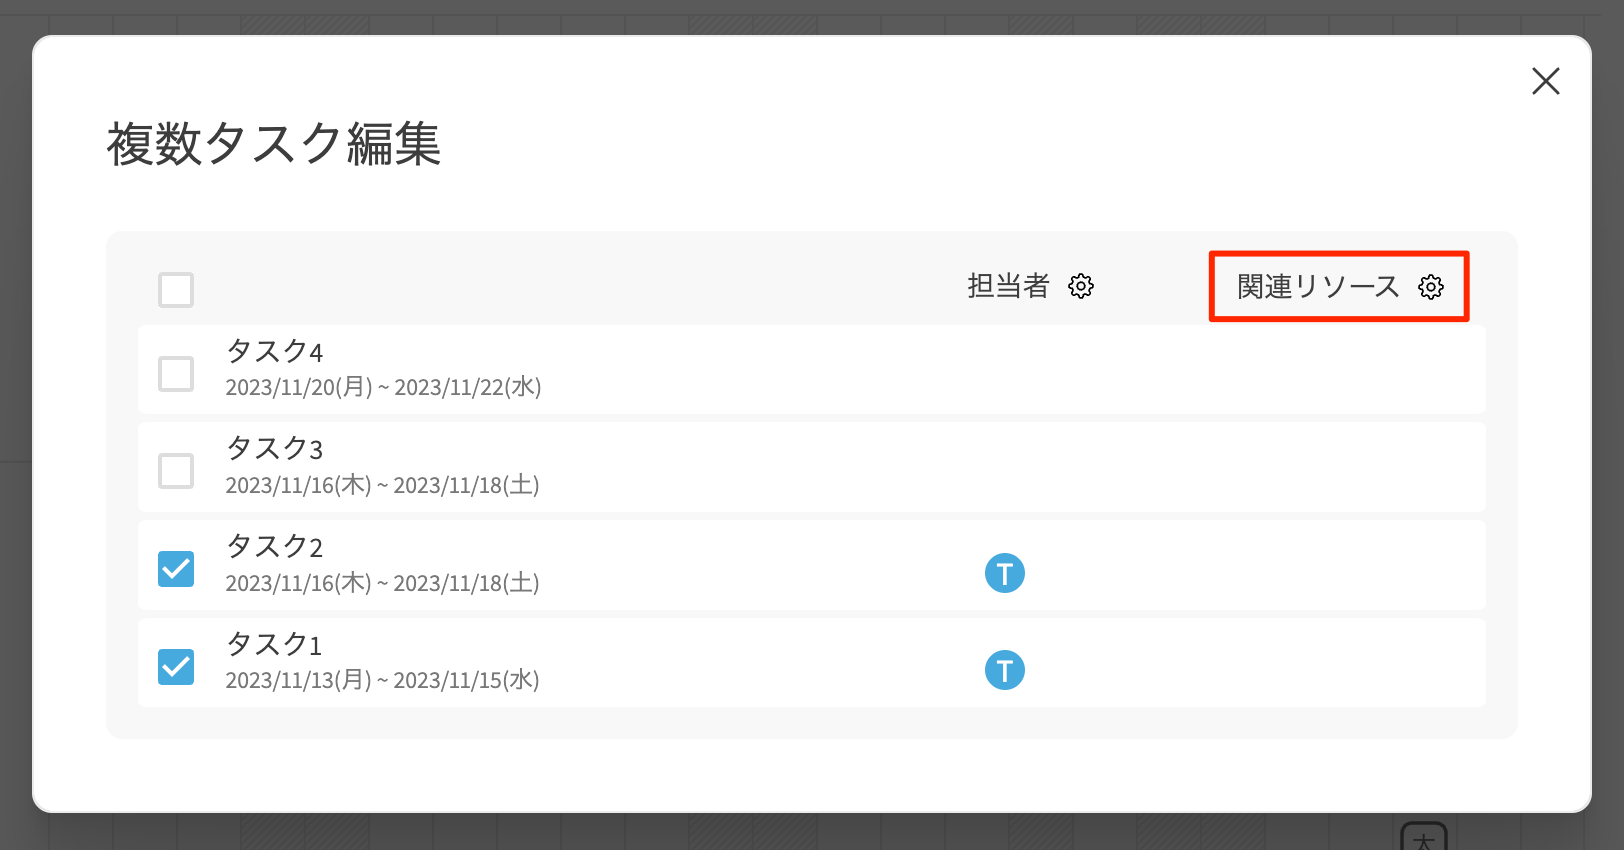 複数タスク編集
担当者
関連リソース
タスク4
2023/11/20(月) ~ 2023/11/22(水)
タスク3
2023/11/16(木) ~ 2023/11/18(土)
タスク2
2023/11/16(木) ~ 2023/11/18(土)
T
タスク1
2023/11/13(月) ~ 2023/11/15(水)
T